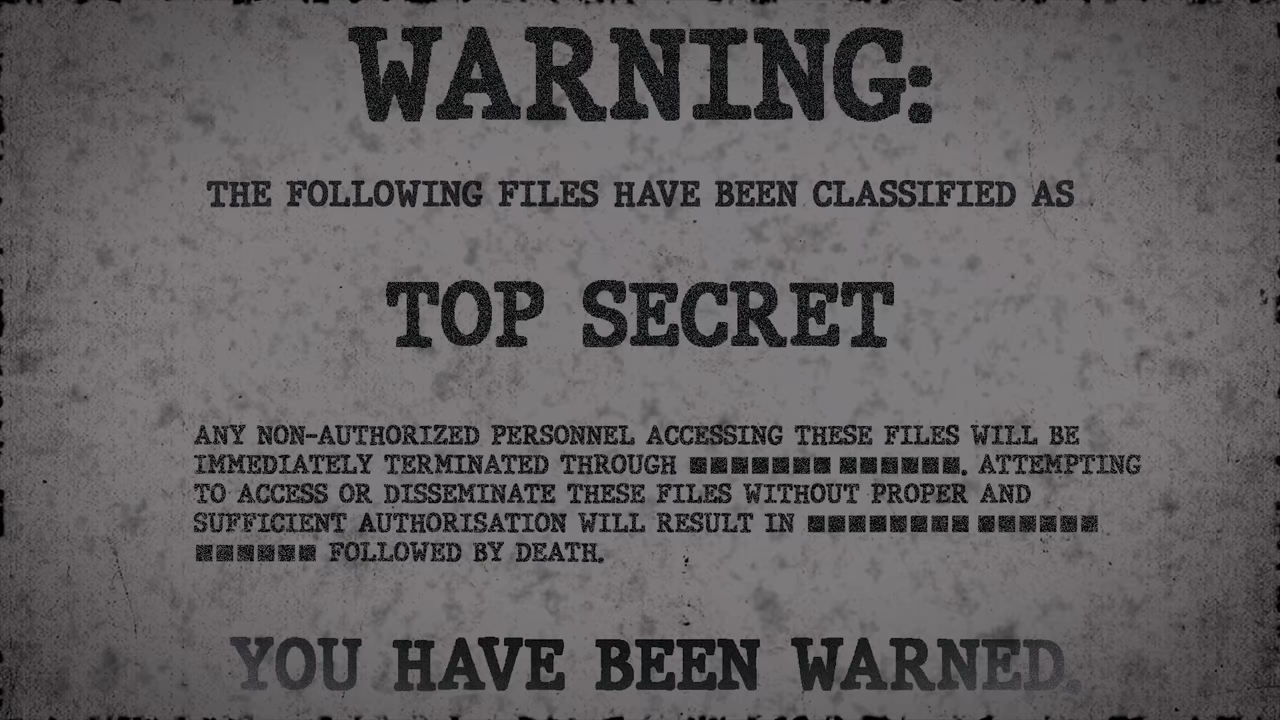 WARNING:
THE FOLLOWING FILES HAVE BEEN CLASSIFIED AS
TOP SECRET
ANY NON-AUTHORIZED PERSONNEL ACCESSING THESE FILES WILL BE
IMMEDIATELY TERMINATED THROUGH ■■■■■■■ ■■■■■■. ATTEMPTING
TO ACCESS OR DISSEMINATE THESE FILES WITHOUT PROPER AND
SUFFICIENT AUTHORISATION WILL RESULT IN ■■■■■■■■ ■■■■■■
■■■■■■ FOLLOWED BY DEATH.
YOU HAVE BEEN WARNED.